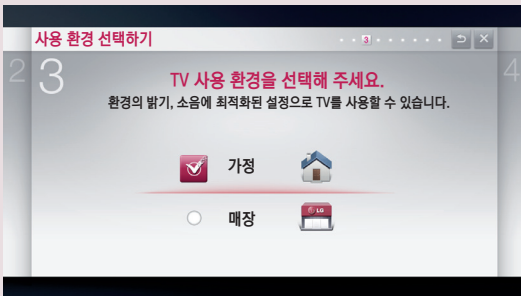 사용 환경 선택하기
3
2
3
4
TV 사용 환경을 선택해 주세요.
환경의 밝기, 소음에 최적화된 설정으로 TV를 사용할 수 있습니다.
가정
매장
LG